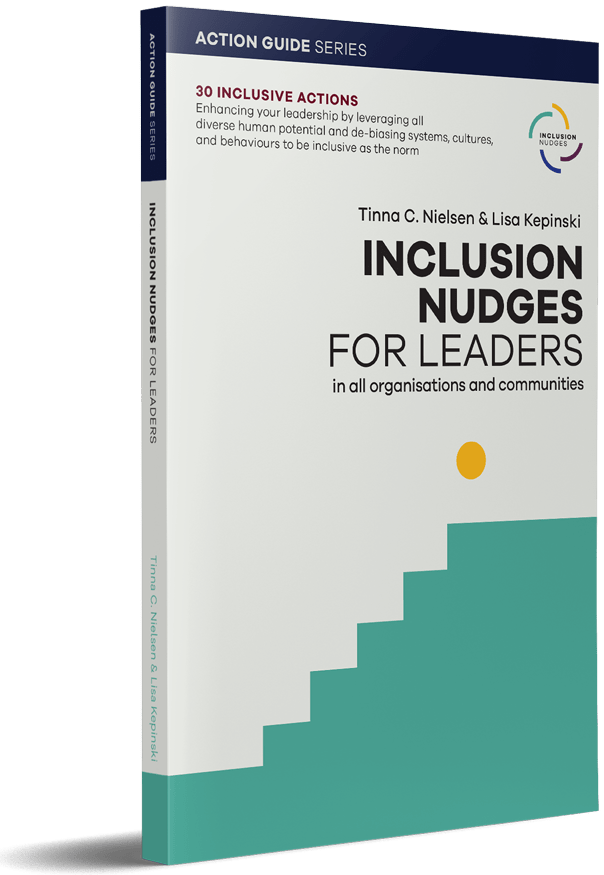 ACTION GUIDE SERIES
30 INCLUSIVE ACTIONS
Enhancing your leadership by leveraging all
diverse human potential and de-biasing systems, cultures,
and behaviours to be inclusive as the norm
INCLUSION
NUDGES
Tinna C. Nielsen & Lisa Kepinski
INCLUSION
NUDGES
FOR LEADERS
in all organisations and communities
ACTION GUIDE SERIES
INCLUSION NUDGES FOR LEADERS
Tinna C. Nielsen & Lisa Kepinski